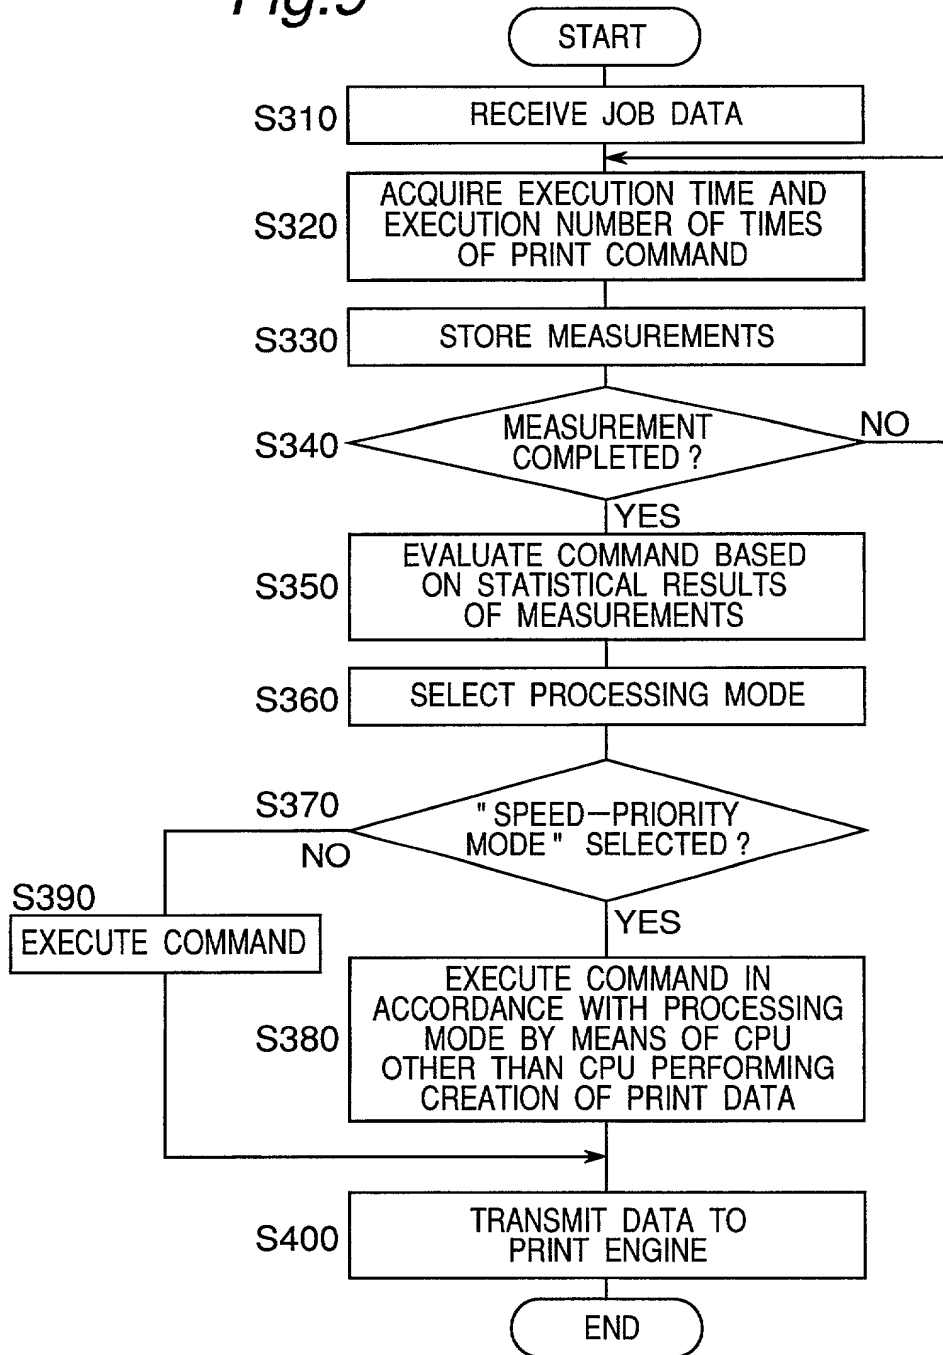 START
S310
RECEIVE JOB DATA
S320
ACQUIRE EXECUTION TIME AND
EXECUTION NUMBER OF TIMES
OF PRINT COMMAND
S330
STORE MEASUREMENTS
S340
MEASUREMENT
COMPLETED ?
NO
YES
S350
EVALUATE COMMAND BASED
ON STATISTICAL RESULTS
OF MEASUREMENTS
S360
SELECT PROCESSING MODE
S370
" SPEED–PRIORITY
MODE " SELECTED ?
NO
YES
S390
EXECUTE COMMAND
S380
EXECUTE COMMAND IN
ACCORDANCE WITH PROCESSING
MODE BY MEANS OF CPU
OTHER THAN CPU PERFORMING
CREATION OF PRINT DATA
S400
TRANSMIT DATA TO
PRINT ENGINE
END